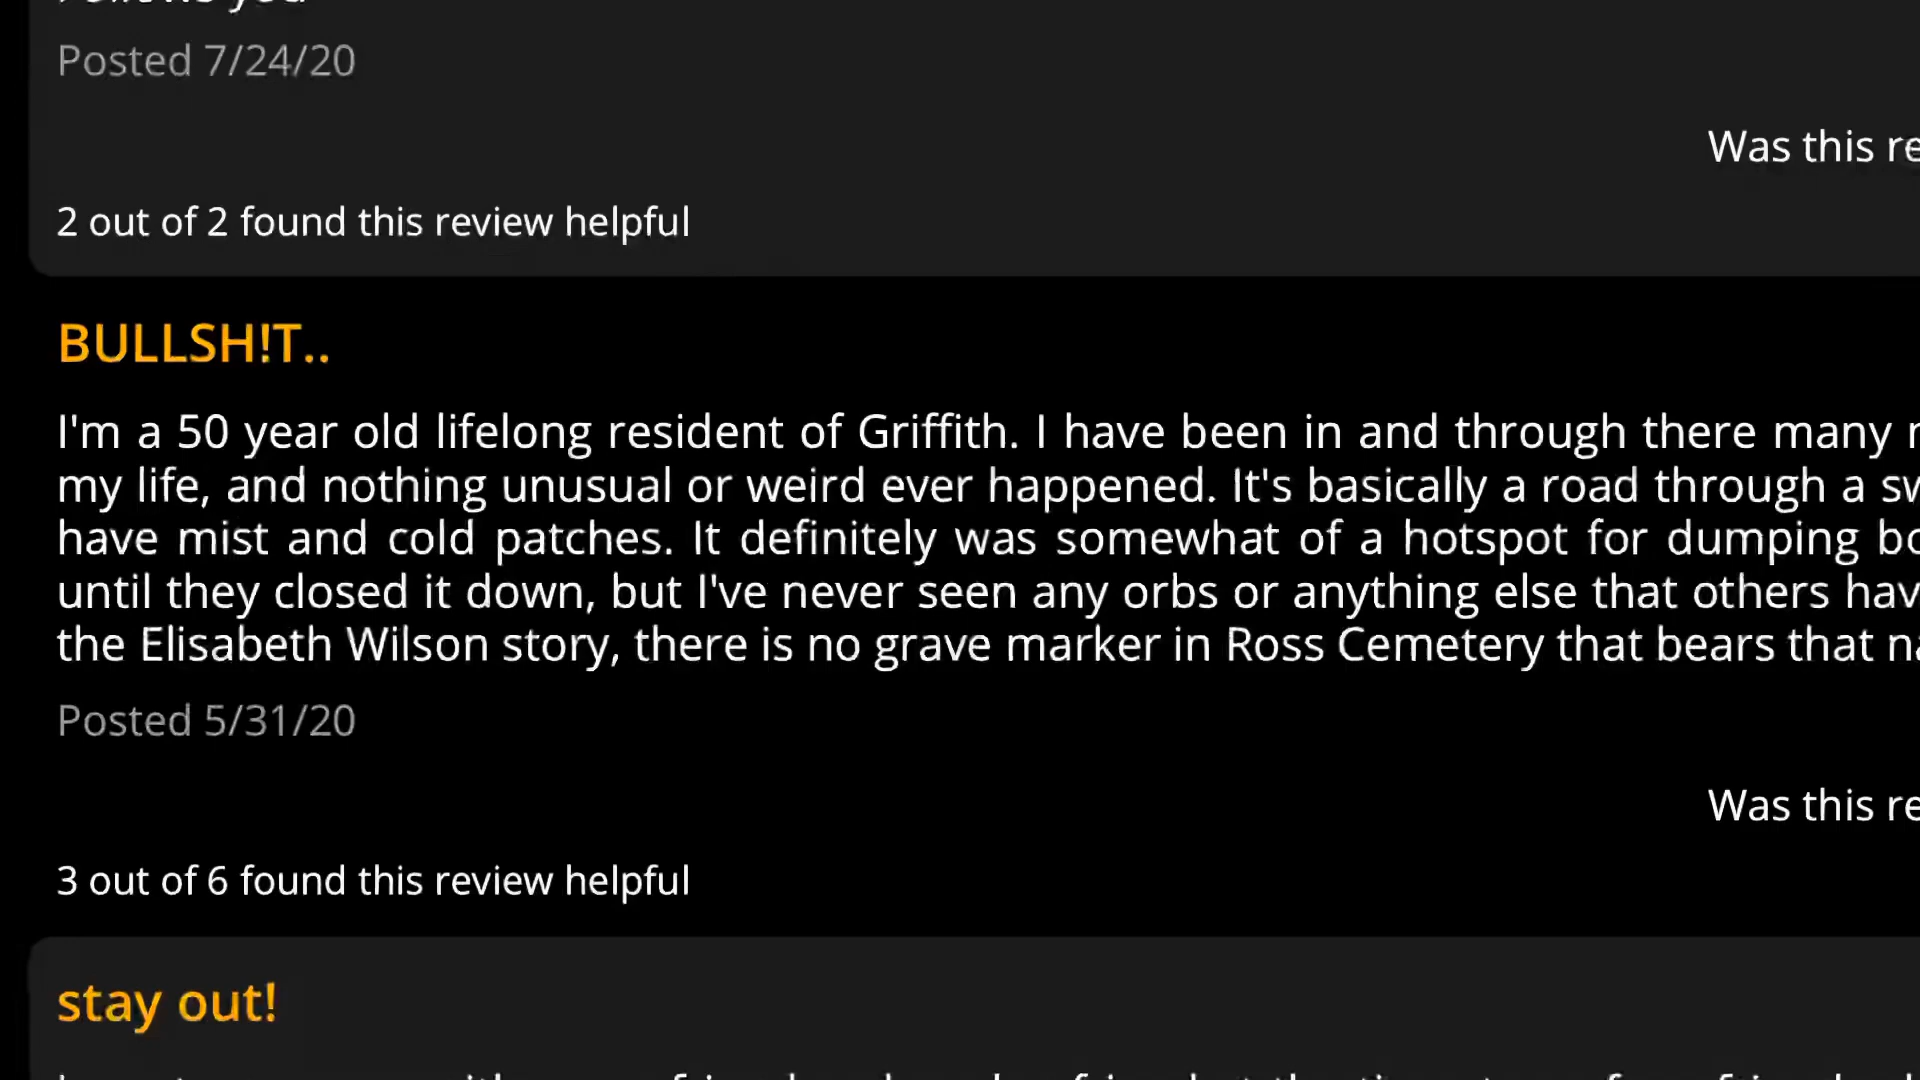 you
Posted 7/24/20
Was this
2 out of 2 found this review helpful
BULLSH!T..
I'm a 50 year old lifelong resident of Griffith. I have been in and through there many
my life, and nothing unusual or weird ever happened. It's basically a road through a
have mist and cold patches. It definitely was somewhat of a hotspot for dumping
until they closed it down, but I've never seen any orbs or anything else that others
the Elisabeth Wilson story, there is no grave marker in Ross Cemetery that bears that
Posted 5/31/20
Was this
3 out of 6 found this review helpful
stay out!